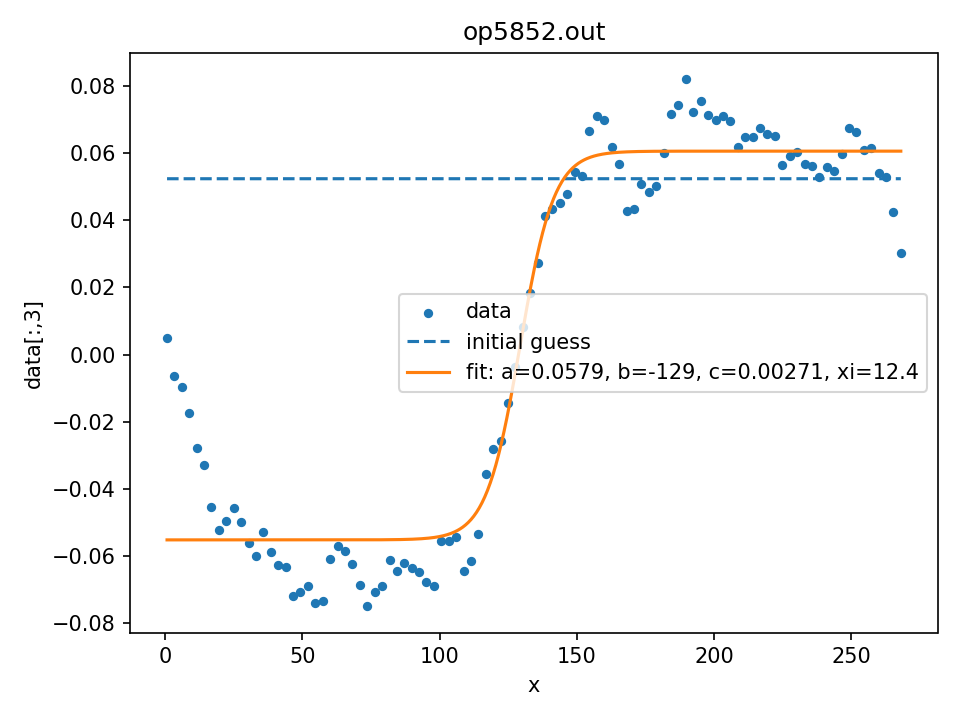 op5852.out
0.08
0.06
0.04
0.02
0.00
−0.02
−0.04
−0.06
−0.08
data[:,3]
data
initial guess
fit: a=0.0579, b=-129, c=0.00271, xi=12.4
0 50 100 150 200 250
x